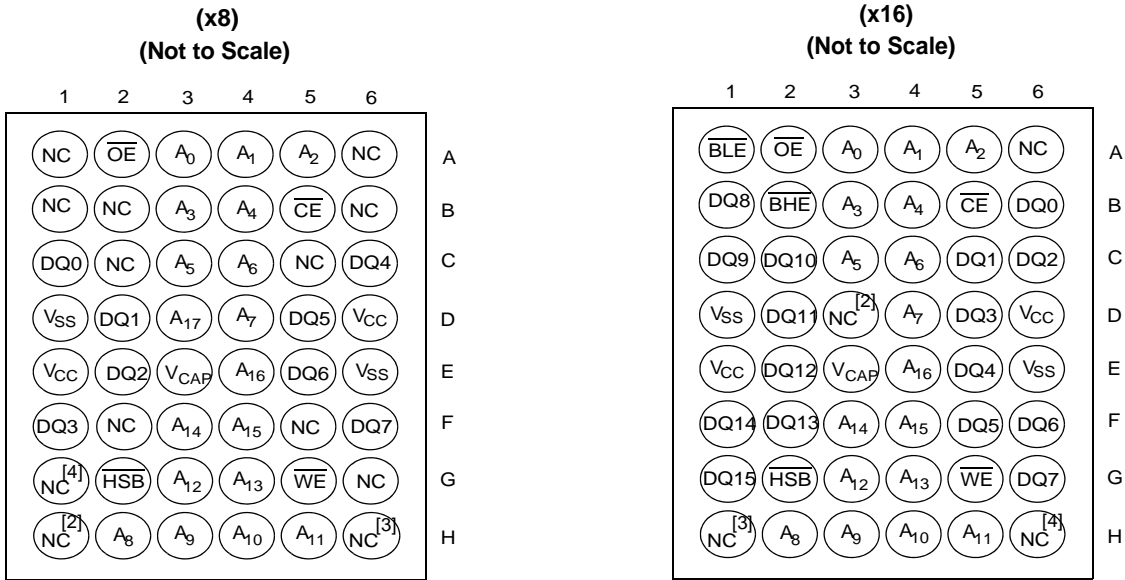 (x8)
(Not to Scale)
1 2 3 4 5 6
NC OE A0 A1 A2 NC A
NC NC A3 A4 CE NC B
DQ0 NC A5 A6 NC DQ4 C
VSS DQ1 A17 A7 DQ5 VCC D
VCC DQ2 VCAP A16 DQ6 VSS E
DQ3 NC A14 A15 NC DQ7 F
NC[4] HSB A12 A13 WE NC G
NC[2] A8 A9 A10 A11 NC[3] H
(x16)
(Not to Scale)
1 2 3 4 5 6
BLE OE A0 A1 A2 NC A
DQ8 BHE A3 A4 CE DQ0 B
DQ9 DQ10 A5 A6 DQ1 DQ2 C
VSS DQ11 NC[2] A7 DQ3 VCC D
VCC DQ12 VCAP A16 DQ4 VSS E
DQ14 DQ13 A14 A15 DQ5 DQ6 F
DQ15 HSB A12 A13 WE DQ7 G
NC[3] A8 A9 A10 A11 NC[4] H